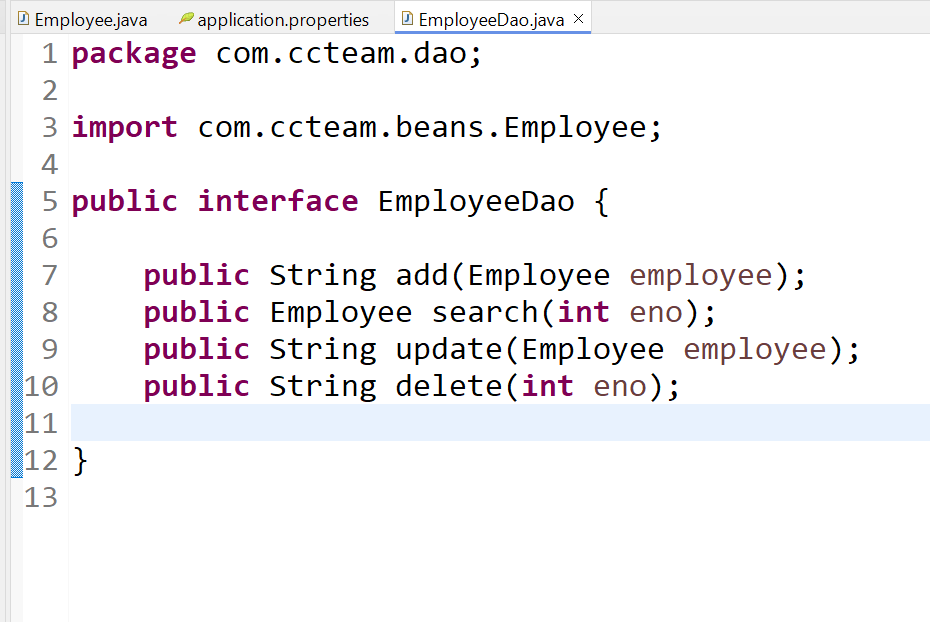 Employee.java application.properties EmployeeDao.java
1 package com.ccteam.dao;
2
3 import com.ccteam.beans.Employee;
4
5 public interface EmployeeDao {
6
7 public String add(Employee employee);
8 public Employee search(int eno);
9 public String update(Employee employee);
10 public String delete(int eno);
11
12 }
13